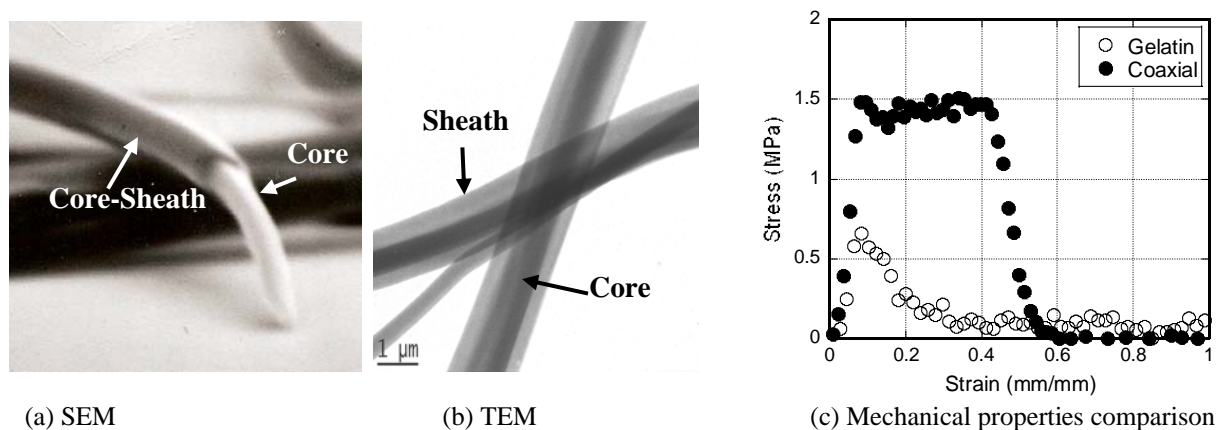 Core-Sheath
Core
(a) SEM
Sheath
Core
1 μm
(b) TEM
2
1.5
1
0.5
0
Stress (MPa)
Gelatin
Coaxial
0 0.2 0.4 0.6 0.8 1
Strain (mm/mm)
(c) Mechanical properties comparison